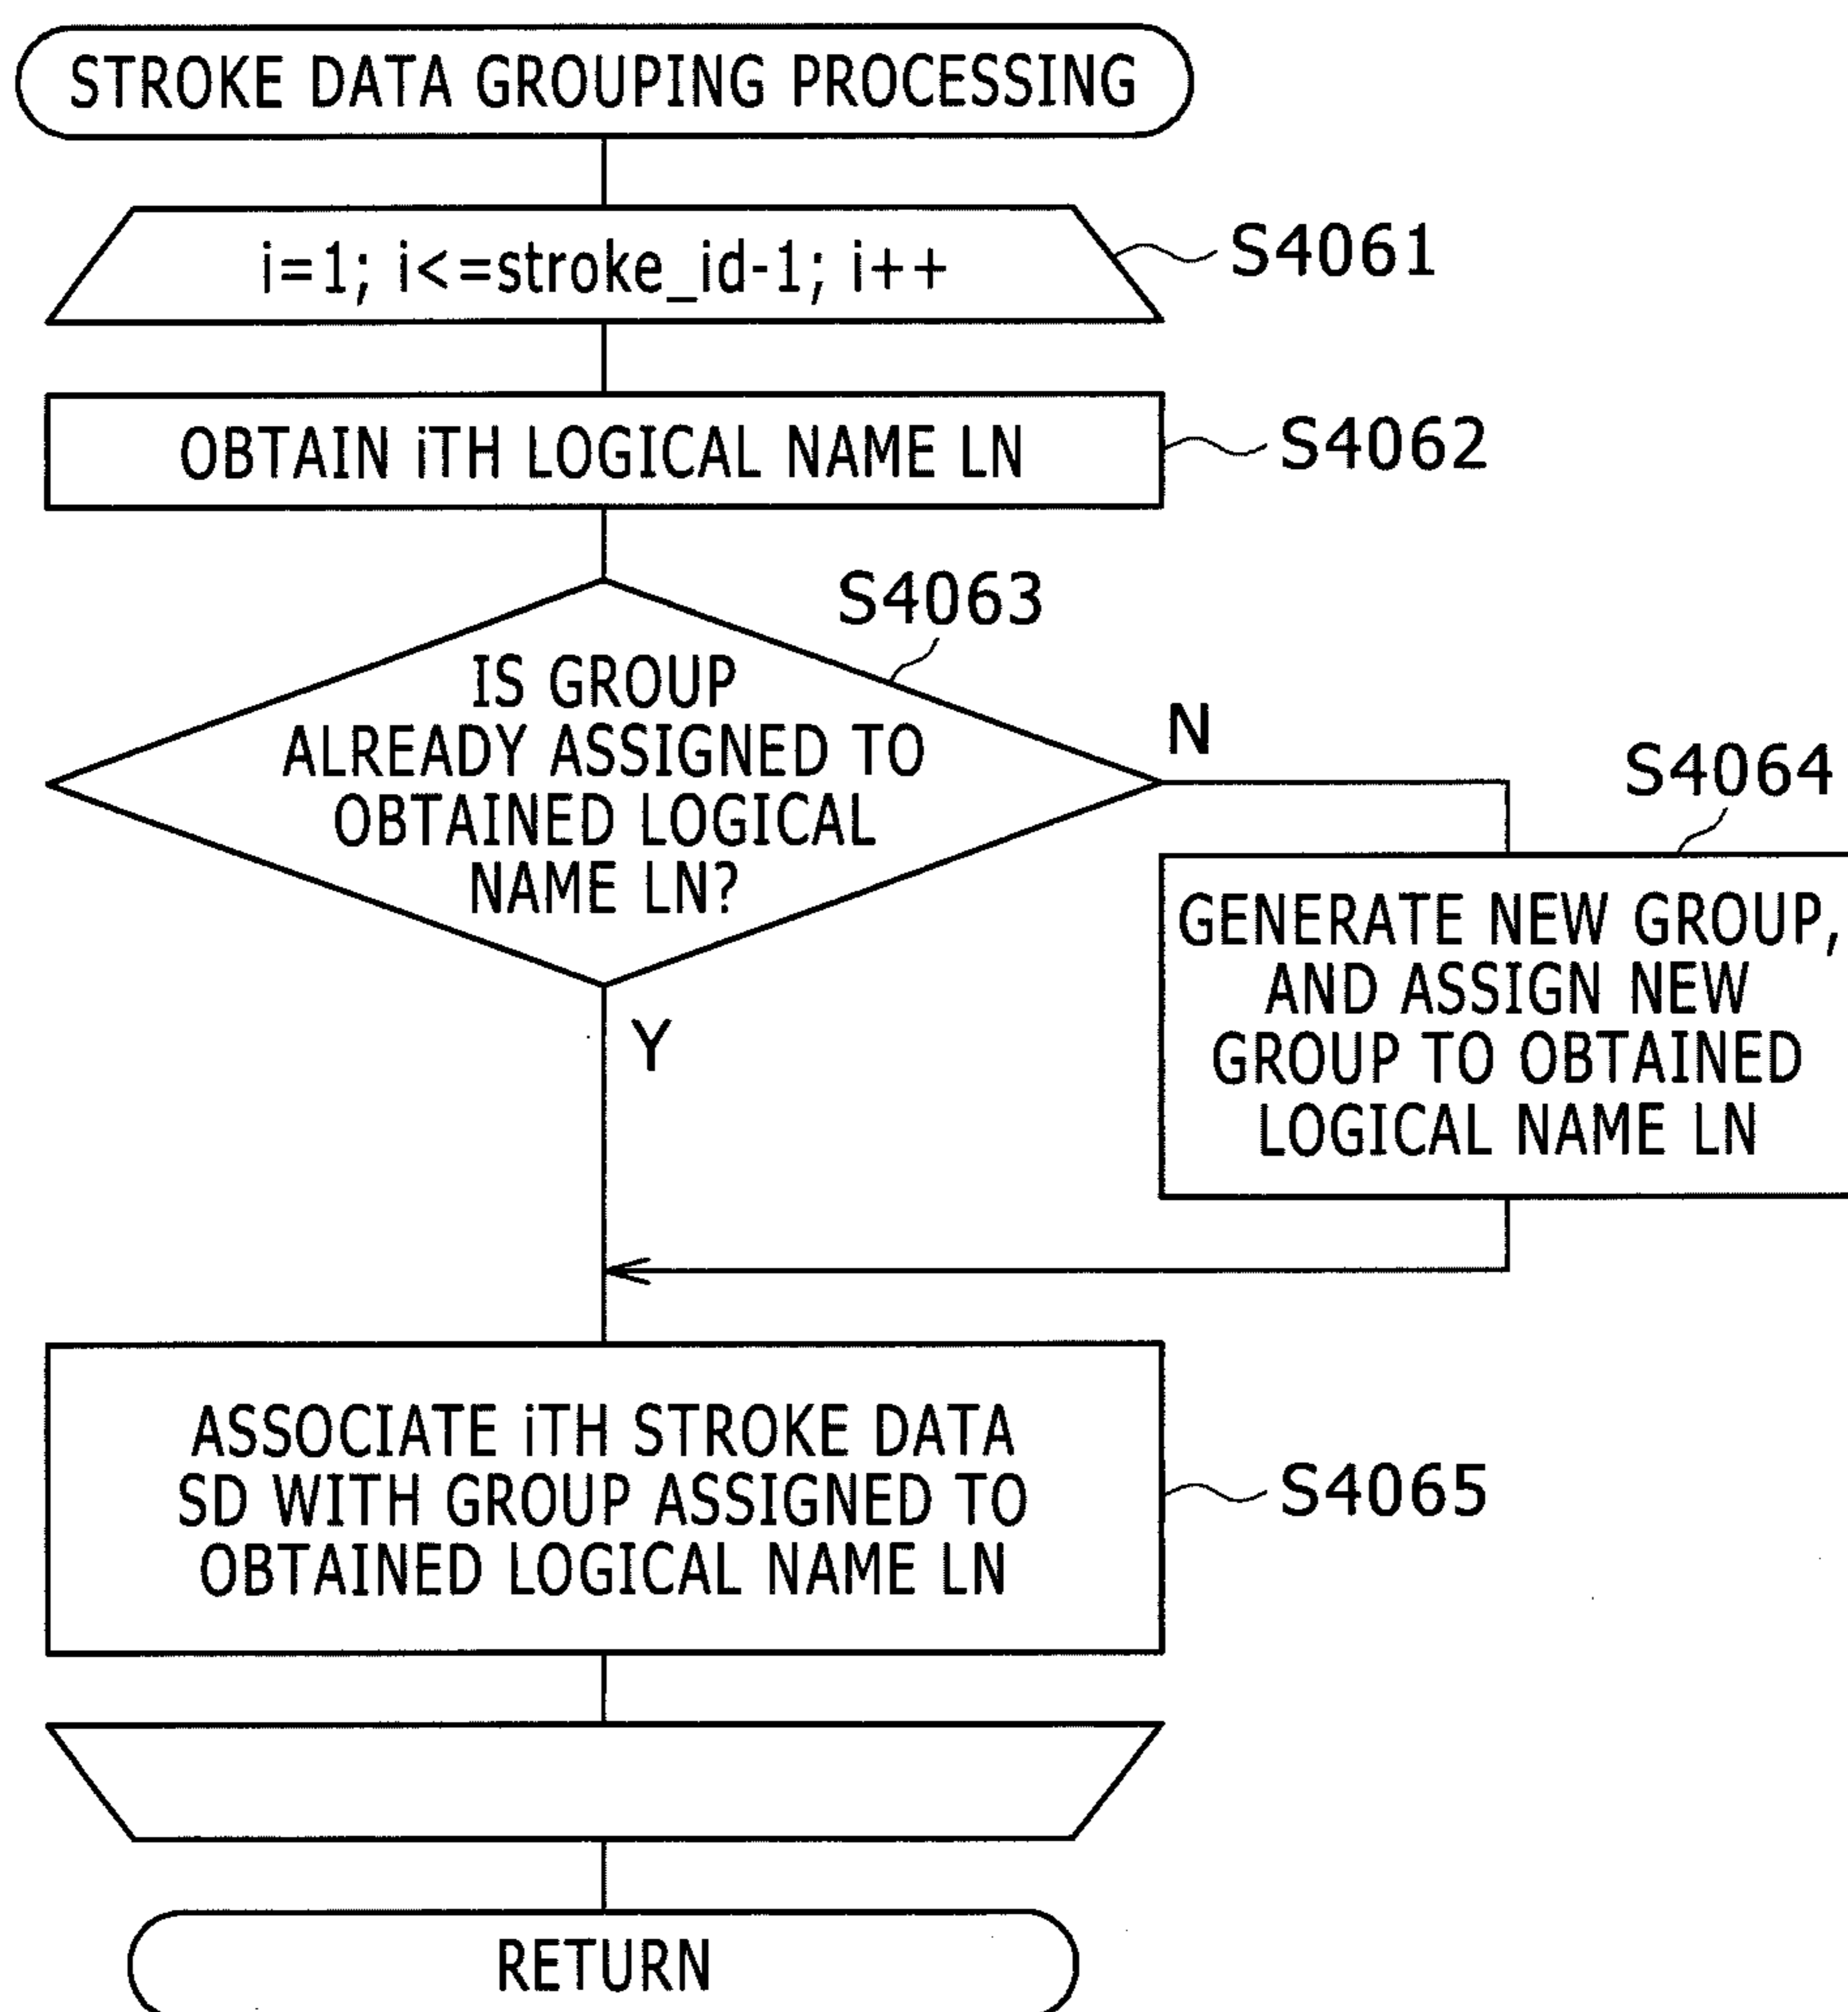 STROKE DATA GROUPING PROCESSING
i=1; i<=stroke_id-1; i++
S4061
OBTAIN iTH LOGICAL NAME LN
S4062
S4063
IS GROUP
ALREADY ASSIGNED TO
OBTAINED LOGICAL
NAME LN?
N
Y
S4064
GENERATE NEW GROUP,
AND ASSIGN NEW
GROUP TO OBTAINED
LOGICAL NAME LN
ASSOCIATE iTH STROKE DATA
SD WITH GROUP ASSIGNED TO
OBTAINED LOGICAL NAME LN
S4065
RETURN